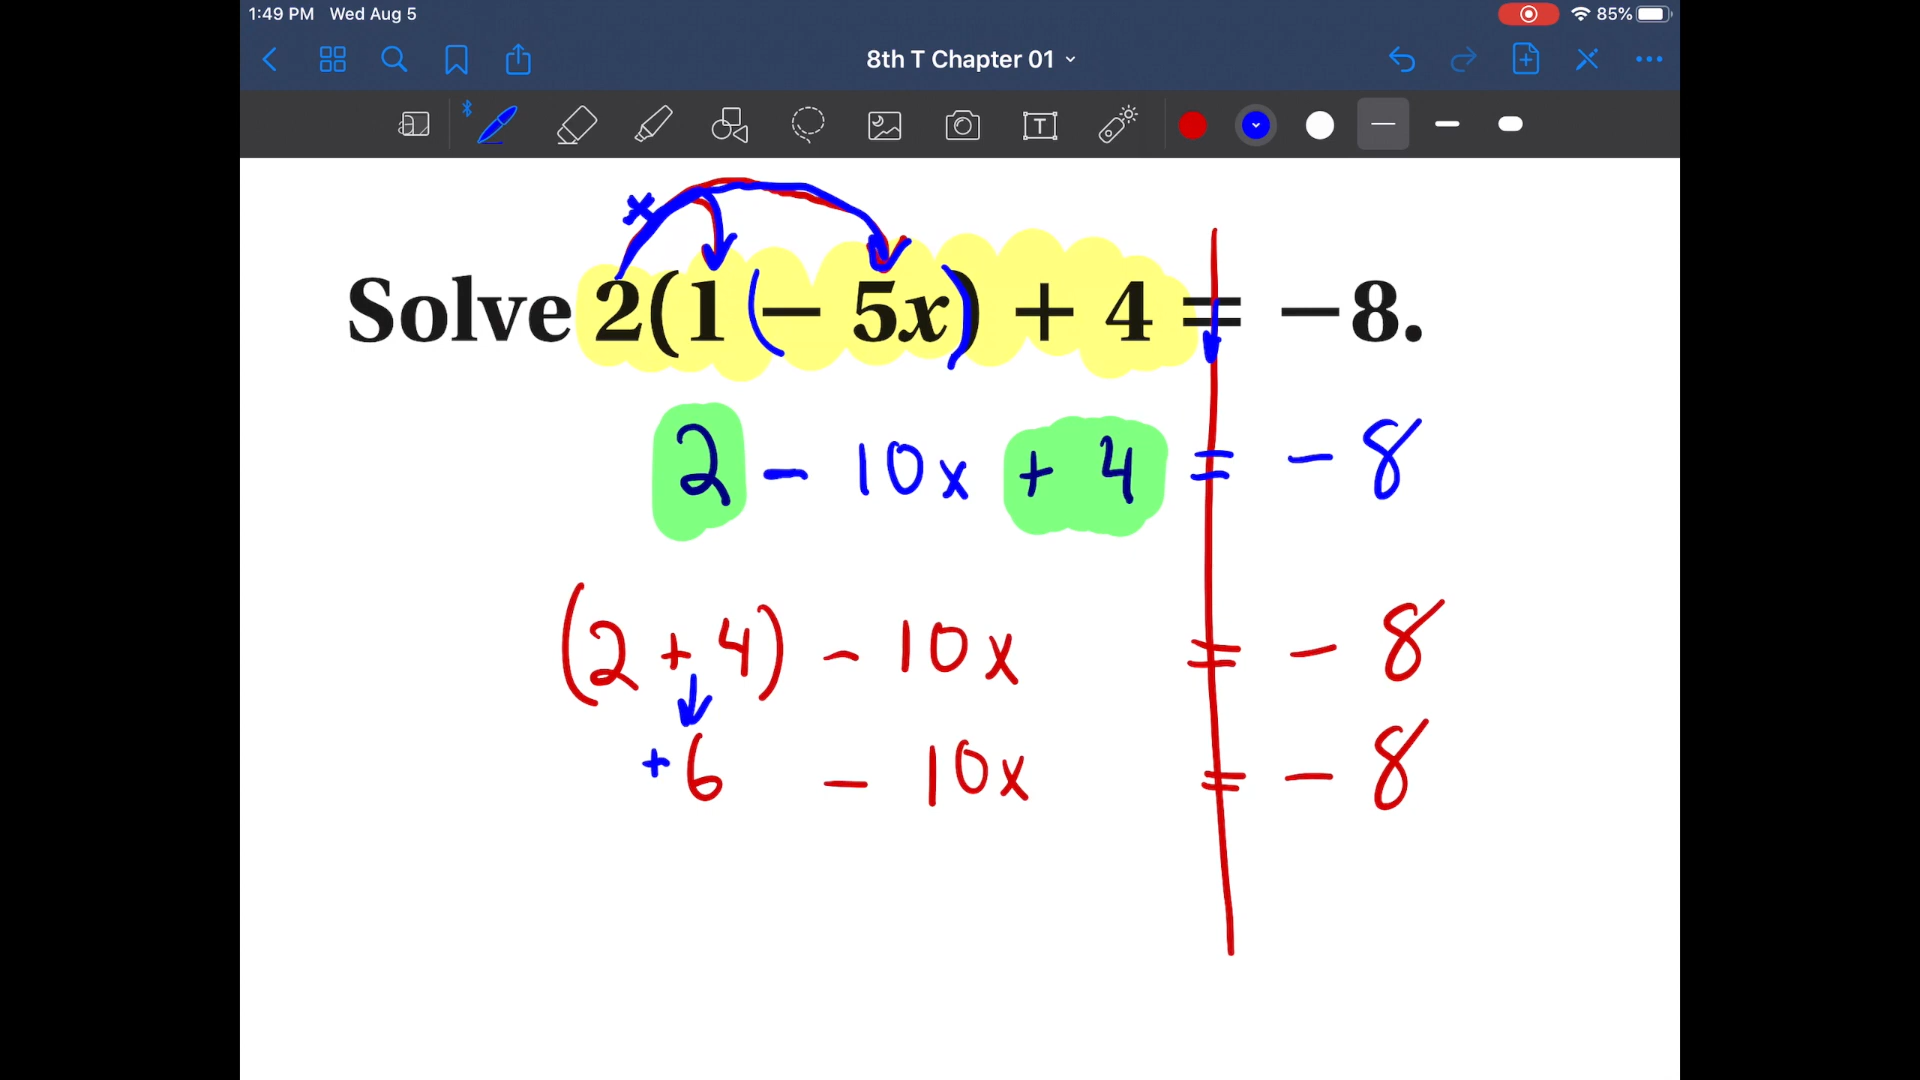 1:49 PM Wed Aug 5
85%
8th T Chapter 01
T
Solve 2(1 (− 5x)) + 4 = −8.
2 − 10x + 4 = − 8
(2 + 4) − 10x = − 8
+6 − 10x = − 8